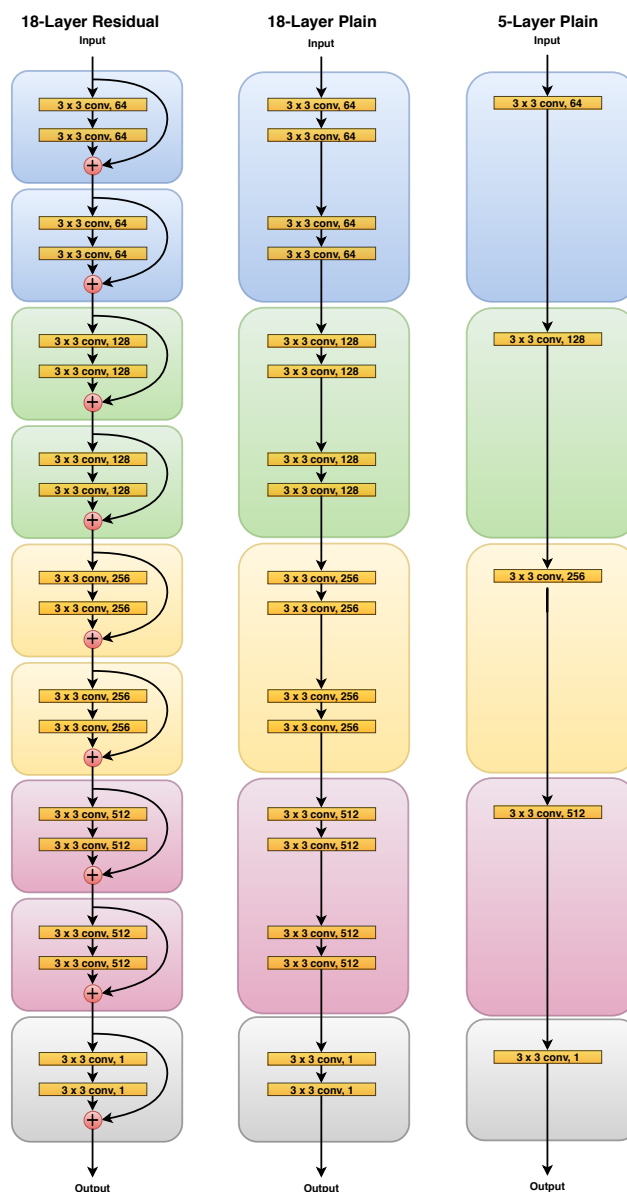 18-Layer Residual
Input
3 x 3 conv, 64
3 x 3 conv, 64
+
3 x 3 conv, 64
3 x 3 conv, 64
+
3 x 3 conv, 128
3 x 3 conv, 128
+
3 x 3 conv, 128
3 x 3 conv, 128
+
3 x 3 conv, 256
3 x 3 conv, 256
+
3 x 3 conv, 256
3 x 3 conv, 256
+
3 x 3 conv, 512
3 x 3 conv, 512
+
3 x 3 conv, 512
3 x 3 conv, 512
+
3 x 3 conv, 1
3 x 3 conv, 1
+
Output
18-Layer Plain
Input
3 x 3 conv, 64
3 x 3 conv, 64
3 x 3 conv, 64
3 x 3 conv, 64
3 x 3 conv, 128
3 x 3 conv, 128
3 x 3 conv, 128
3 x 3 conv, 128
3 x 3 conv, 256
3 x 3 conv, 256
3 x 3 conv, 256
3 x 3 conv, 256
3 x 3 conv, 512
3 x 3 conv, 512
3 x 3 conv, 512
3 x 3 conv, 512
3 x 3 conv, 1
3 x 3 conv, 1
Output
5-Layer Plain
Input
3 x 3 conv, 64
3 x 3 conv, 128
3 x 3 conv, 256
3 x 3 conv, 512
3 x 3 conv, 1
Output